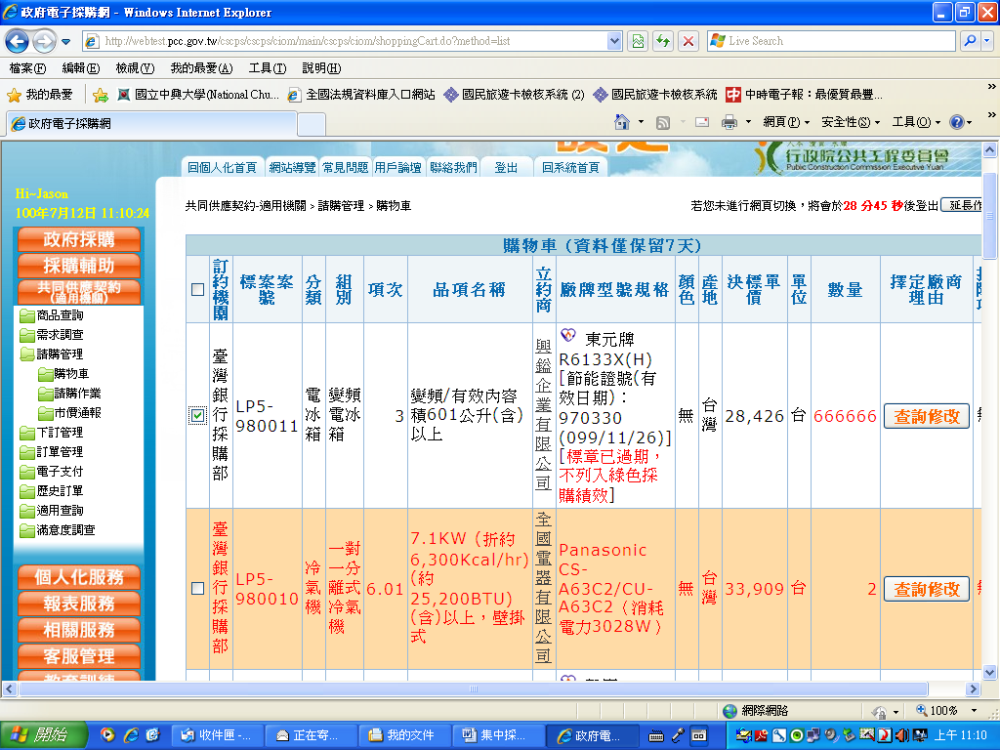 政府電子採購網 - Windows Internet Explorer
http://webtest.pcc.gov.tw/cscps/cscps/ciom/main/cscps/ciom/shoppingCart.do?method=list
Live Search
檔案(F) 編輯(E) 檢視(V) 我的最愛(A) 工具(T) 說明(H)
我的最愛 國立中興大學(National Chu... 全國法規資料庫入口網站 國民旅遊卡檢核系統 (2) 國民旅遊卡檢核系統 中時電子報：最優質最豐...
政府電子採購網 網頁(P) 安全性(S) 工具(O)
行政院公共工程委員會
Public Construction Commission Executive Yuan
回個人化首頁 網站導覽 常見問題 用戶論壇 聯絡我們 登出 回系統首頁
Hi~Jason
100年7月12日 11:10:24
共同供應契約-適用機關 > 請購管理 > 購物車
若您未進行網頁切換，將會於28 分45 秒後登出 延長作
政府採購
採購輔助
共同供應契約
(適用機關)
商品查詢
需求調查
請購管理
購物車
請購作業
市價通報
下訂管理
訂單管理
電子支付
歷史訂單
適用查詢
滿意度調查
個人化服務
報表服務
相關服務
客服管理
教育訓練
購物車（資料僅保留7天）
訂約機關
標案案號
分類
組別
項次
品項名稱
立約商
廠牌型號規格
顏色
產地
決標單價
單位
數量
擇定廠商理由
臺灣銀行採購部
LP5-
980011
電冰箱
變頻電冰箱
3
變頻/有效內容
積601公升(含)
以上
興鎰企業有限公司
東元牌
R6133X(H)
[節能證號(有
效日期)：
970330
(099/11/26)]
[標章已過期，
不列入綠色採
購績效]
無
台灣
28,426
台
666666
查詢修改
臺灣銀行採購部
LP5-
980010
冷氣機
一對一分離式冷氣機
6.01
7.1KW（折約
6,300Kcal/hr)
(約
25,200BTU)
(含)以上，壁掛
式
全國電器有限公司
Panasonic
CS-
A63C2/CU-
A63C2（消耗
電力3028W）
無
台灣
33,909
台
2
查詢修改
網際網路 100%
開始 收件匣 -... 正在寄... 我的文件 集中採... 政府電... 上午 11:10